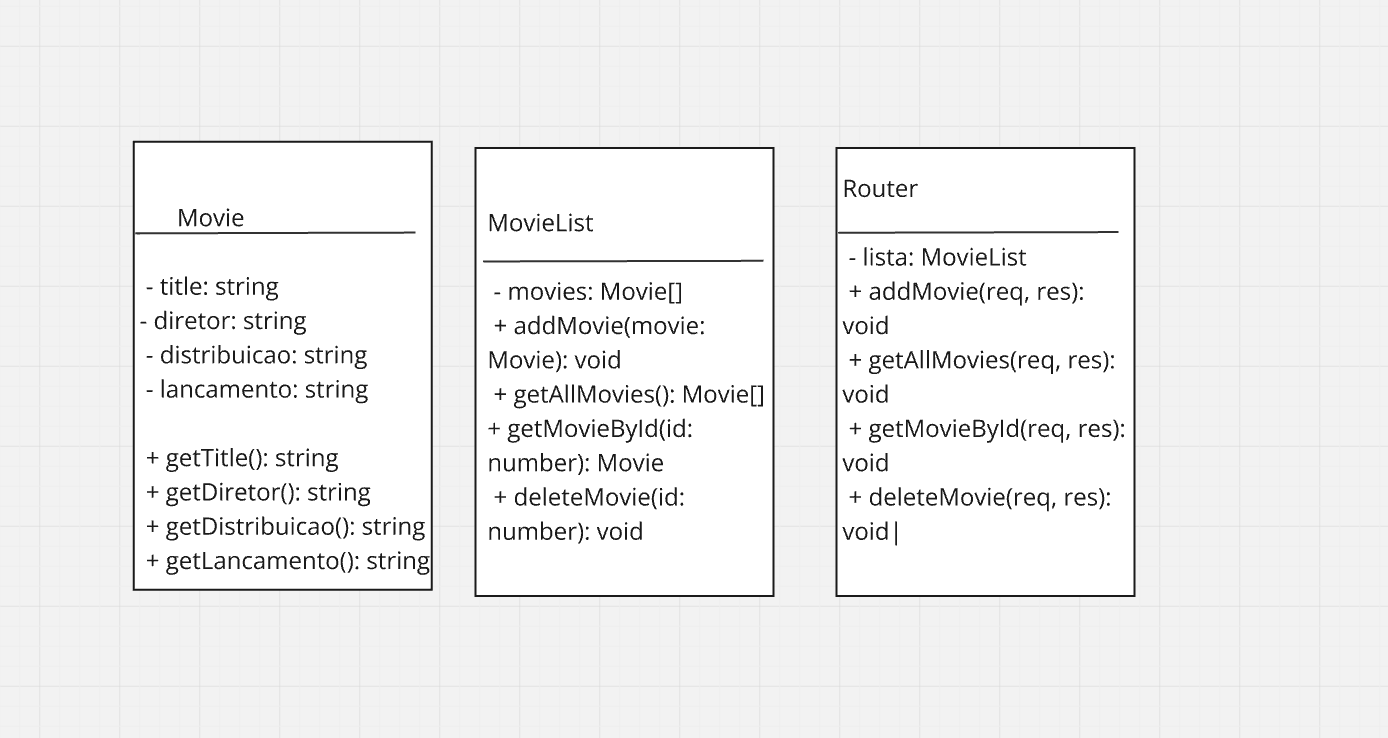 Movie
- title: string
- diretor: string
- distribuicao: string
- lancamento: string
+ getTitle(): string
+ getDiretor(): string
+ getDistribuicao(): string
+ getLancamento(): string
MovieList
- movies: Movie[]
+ addMovie(movie:
Movie): void
+ getAllMovies(): Movie[]
+ getMovieById(id:
number): Movie
+ deleteMovie(id:
number): void
Router
- lista: MovieList
+ addMovie(req, res):
void
+ getAllMovies(req, res):
void
+ getMovieById(req, res):
void
+ deleteMovie(req, res):
void